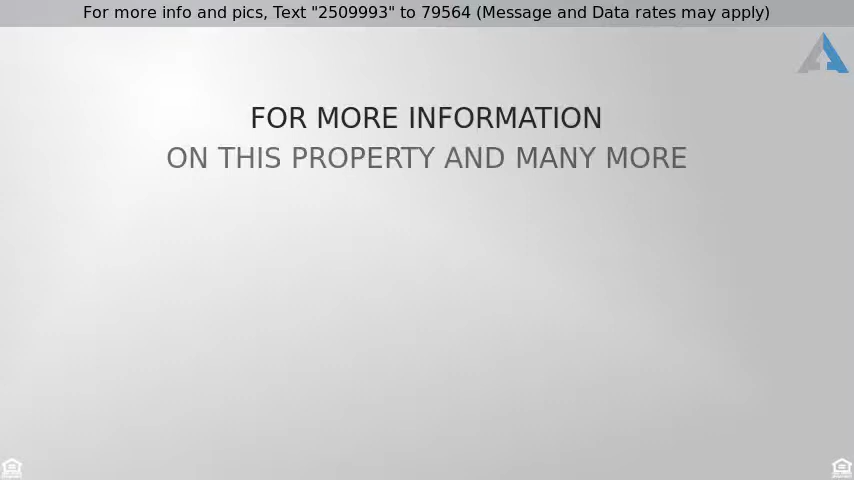 For more info and pics, Text "2509993" to 79564 (Message and Data rates may apply)
FOR MORE INFORMATION
ON THIS PROPERTY AND MANY MORE